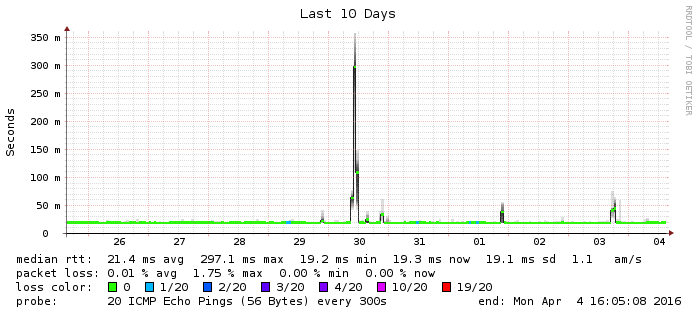 Last 10 Days
RRDTOOL / TOBI OETIKER
Seconds
350 m
300 m
250 m
200 m
150 m
100 m
50 m
0
26 27 28 29 30 31 01 02 03 04
median rtt: 21.4 ms avg 297.1 ms max 19.2 ms min 19.3 ms now 19.1 ms sd 1.1 am/s
packet loss: 0.01 % avg 1.75 % max 0.00 % min 0.00 % now
loss color: 0 1/20 2/20 3/20 4/20 10/20 19/20
probe: 20 ICMP Echo Pings (56 Bytes) every 300s end: Mon Apr 4 16:05:08 2016